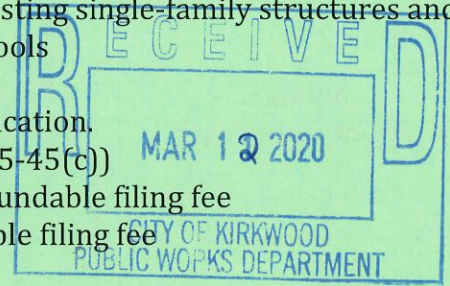 sting single-family structures and
ools
RECEIVED
cation.
5-45(c))
MAR 12 2020
undable filing fee
ble filing fee
CITY OF KIRKWOOD
PUBLIC WORKS DEPARTMENT